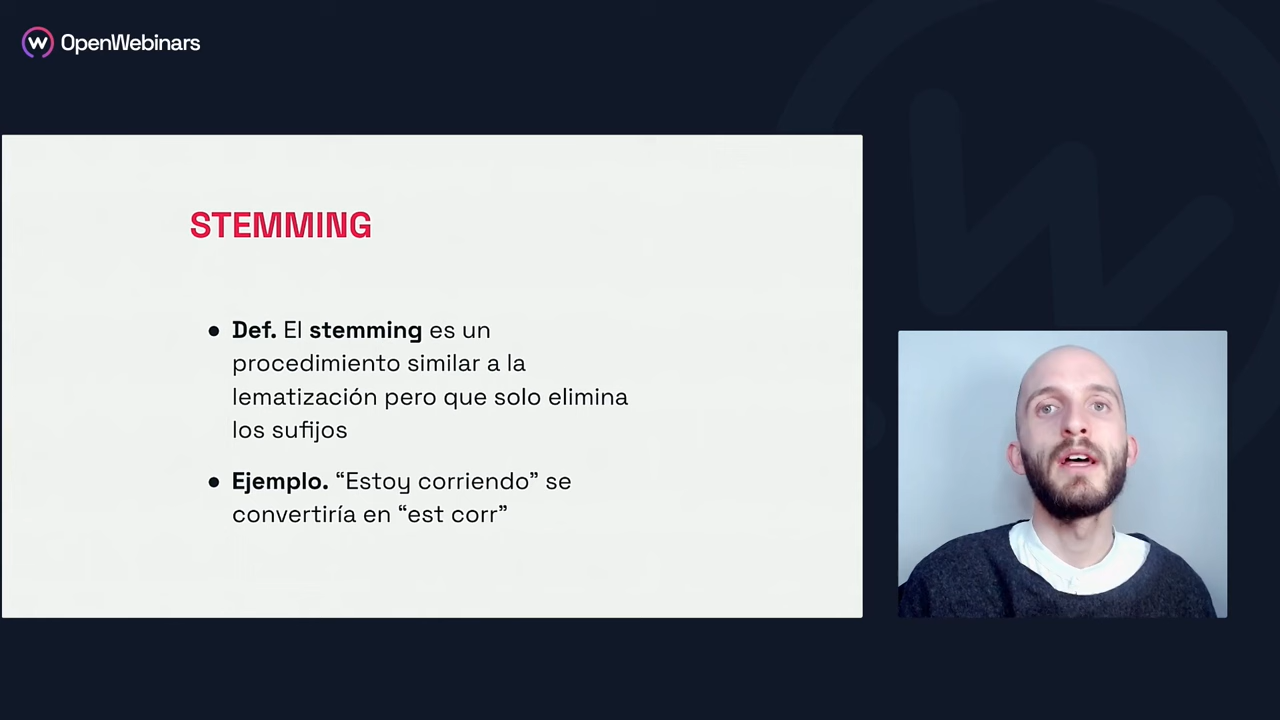 OpenWebinars
STEMMING
● Def. El stemming es un
procedimiento similar a la
lematización pero que solo elimina
los sufijos
● Ejemplo. “Estoy corriendo” se
convertiría en “est corr”